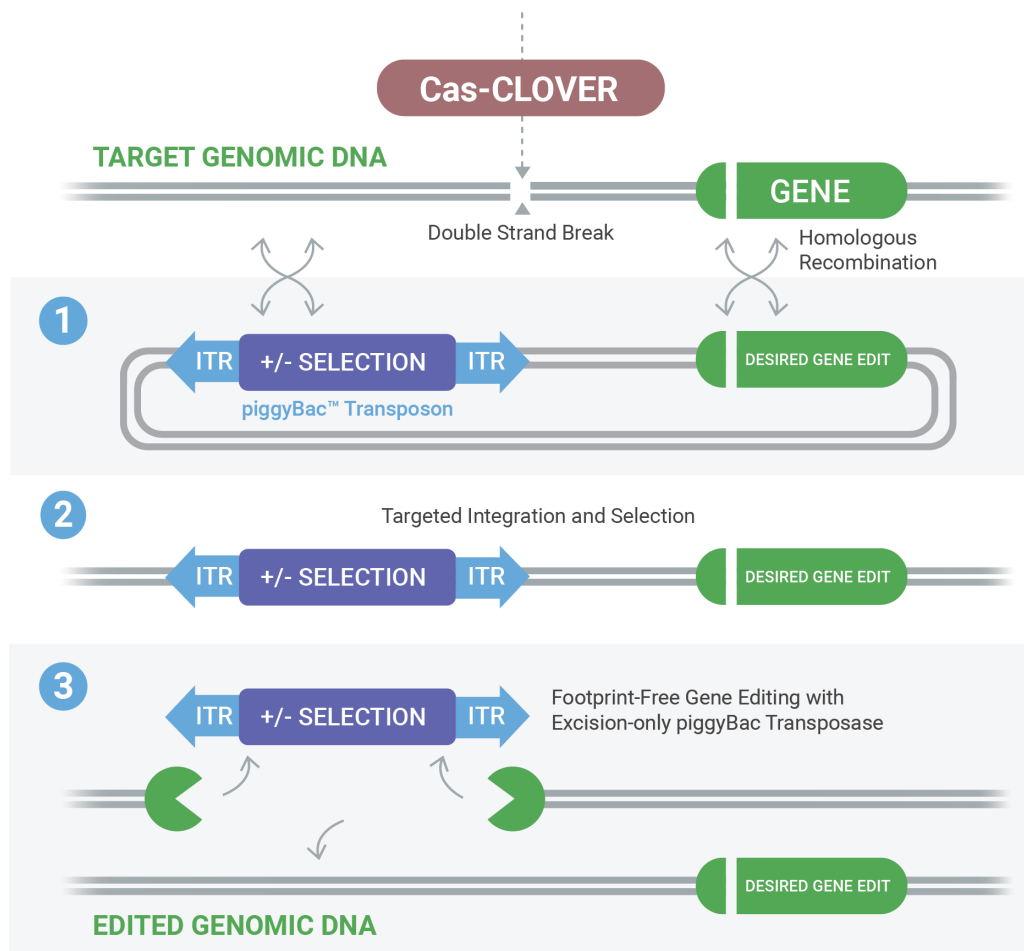 Cas-CLOVER
TARGET GENOMIC DNA
GENE
Double Strand Break
Homologous
Recombination
1
ITR
+/- SELECTION
ITR
DESIRED GENE EDIT
piggyBac™ Transposon
2
Targeted Integration and Selection
ITR
+/- SELECTION
ITR
DESIRED GENE EDIT
3
ITR
+/- SELECTION
ITR
Footprint-Free Gene Editing with
Excision-only piggyBac Transposase
DESIRED GENE EDIT
EDITED GENOMIC DNA